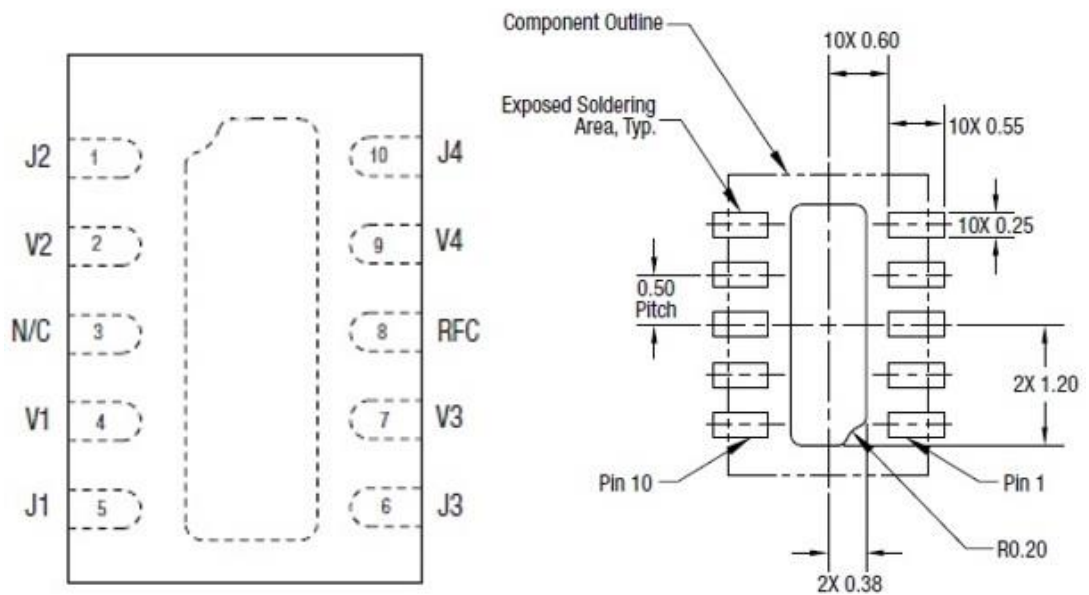 J2 1
V2 2
N/C 3
V1 4
J1 5
10 J4
9 V4
8 RFC
7 V3
6 J3
Component Outline
10X 0.60
Exposed Soldering
Area, Typ.
10X 0.55
10X 0.25
0.50
Pitch
2X 1.20
Pin 10
Pin 1
R0.20
2X 0.38